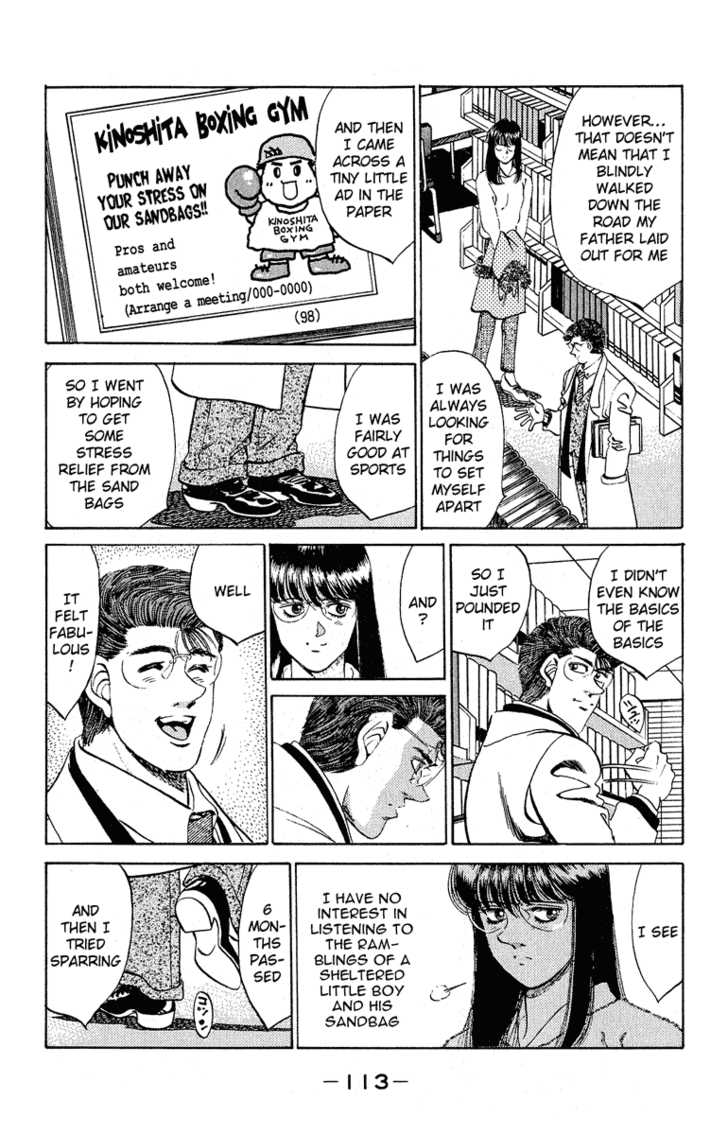 HOWEVER...
THAT DOESN'T
MEAN THAT I
BLINDLY
WALKED
DOWN THE
ROAD MY
FATHER LAID
OUT FOR ME
I WAS
ALWAYS
LOOKING
FOR
THINGS
TO SET
MYSELF
APART
AND THEN
I CAME
ACROSS A
TINY LITTLE
AD IN THE
PAPER
KINOSHITA BOXING GYM
PUNCH AWAY
YOUR STRESS ON
OUR SANDBAGS!!
KINOSHITA
BOXING
GYM
Pros and
amateurs
both welcome!
(Arrange a meeting/000-0000)
(98)
I WAS
FAIRLY
GOOD AT
SPORTS
SO I WENT
BY HOPING
TO GET
SOME
STRESS
RELIEF FROM
THE SAND
BAGS
I DIDN'T
EVEN KNOW
THE BASICS
OF THE
BASICS
SO I
JUST
POUNDED
IT
AND
?
WELL
IT
FELT
FABU-
LOUS
!
I SEE
I HAVE NO
INTEREST IN
LISTENING TO
THE RAM-
BLINGS OF A
SHELTERED
LITTLE BOY
AND HIS
SANDBAG
6
MON-
THS
PAS-
SED
AND
THEN I
TRIED
SPARRING
—113—